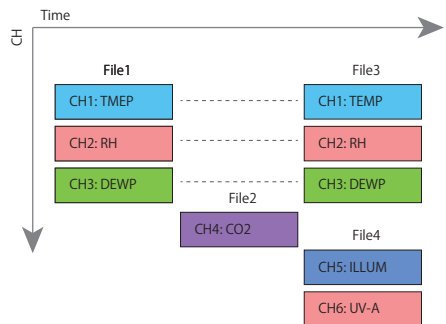 Time
CH
File1
File3
CH1: TMEP
CH1: TEMP
CH2: RH
CH2: RH
CH3: DEWP
CH3: DEWP
File2
CH4: CO2
File4
CH5: ILLUM
CH6: UV-A